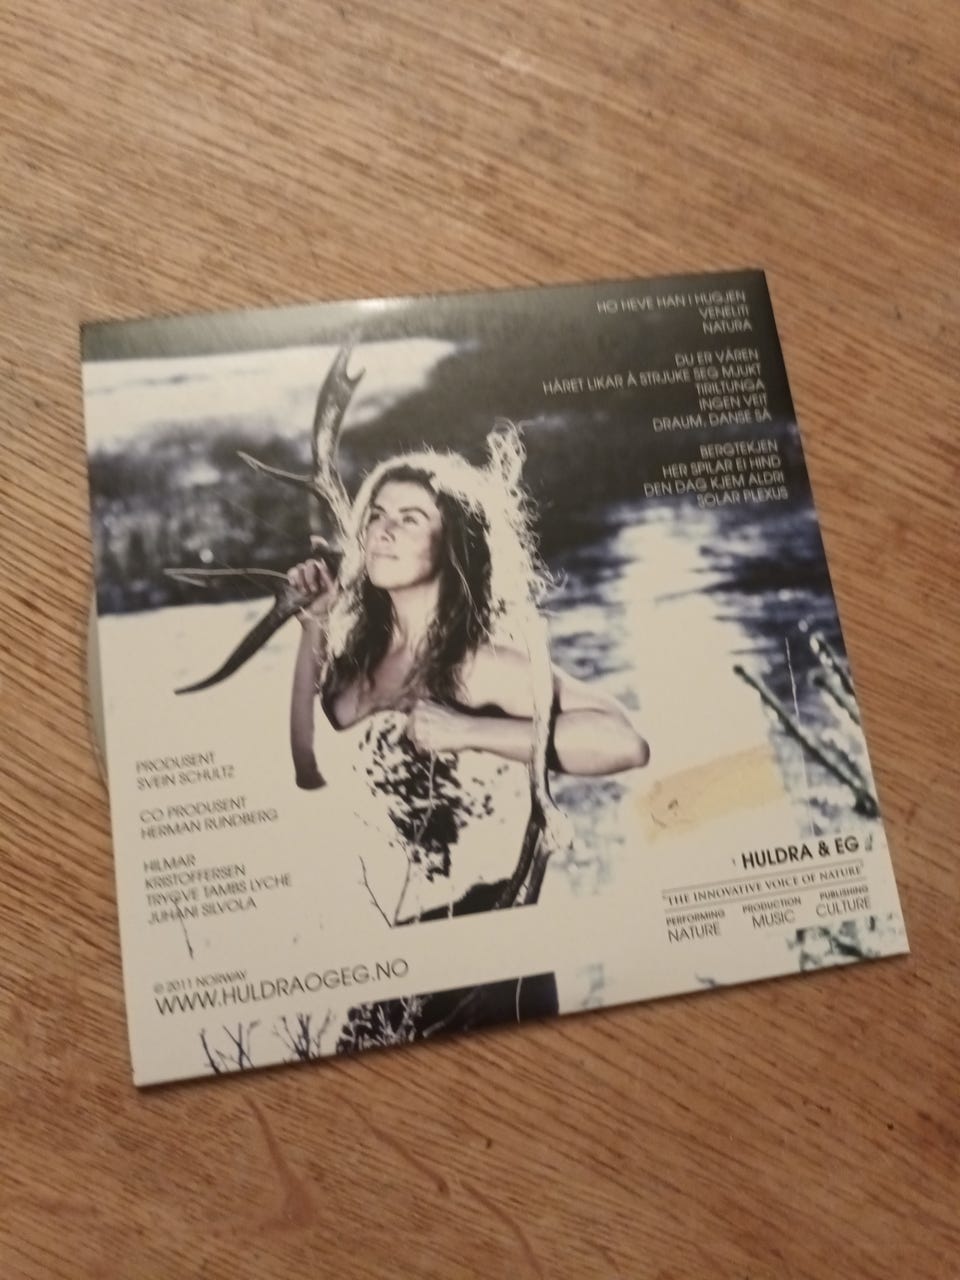 HO HEVE HAN I HUGJEN
VENELITI
NATURA
DU ER VÅREN
HÅRET LIKAR Å STRJUKE SEG MJUKT
TIRILTUNGA
INGEN VEIT
DRAUM, DANSE SÅ
BERGTEKJEN
HER SPILAR EI HIND
DEN DAG KJEM ALDRI
SOLAR PLEXUS
PRODUSENT
SVEIN SCHULTZ
CO PRODUSENT
HERMAN RUNDBERG
HILMAR
KRISTOFFERSEN
TRYGVE TAMBS LYCHE
JUHANI SILVOLA
© 2011 NORWAY
WWW.HULDRAOGEG.NO
HULDRA & EG
THE INNOVATIVE VOICE OF NATURE
PERFORMING PRODUCTION PUBLISHING
NATURE MUSIC CULTURE